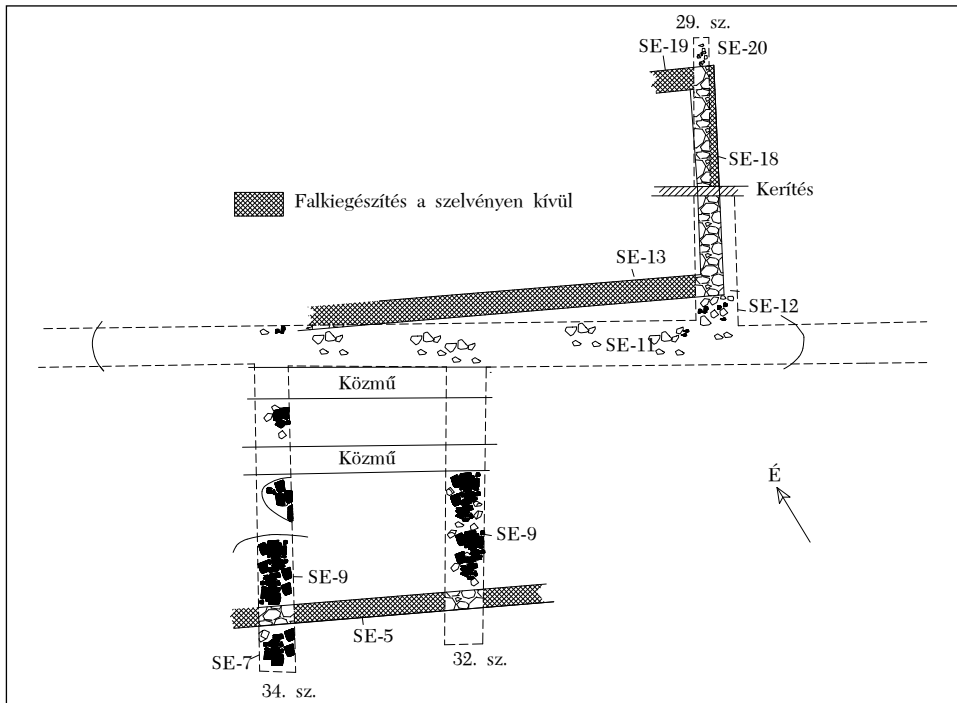 29. sz.
SE-19
SE-20
SE-18
Kerítés
Falkiegészítés a szelvényen kívül
SE-13
SE-12
SE-11
Közmű
Közmű
É
SE-9
SE-9
SE-5
SE-7
32. sz.
34. sz.